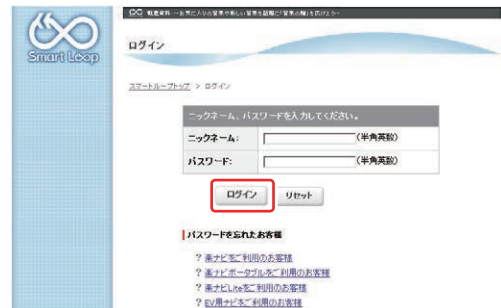 Smart Loop
ログイン
スマートループトップ > ログイン
ニックネーム、パスワードを入力してください。
ニックネーム: (半角英数)
パスワード: (半角英数)
ログイン リセット
パスワードを忘れたお客様
? 楽ナビをご利用のお客様
? 楽ナビポータブルをご利用のお客様
? 楽ナビLiteをご利用のお客様
? EV用ナビをご利用のお客様